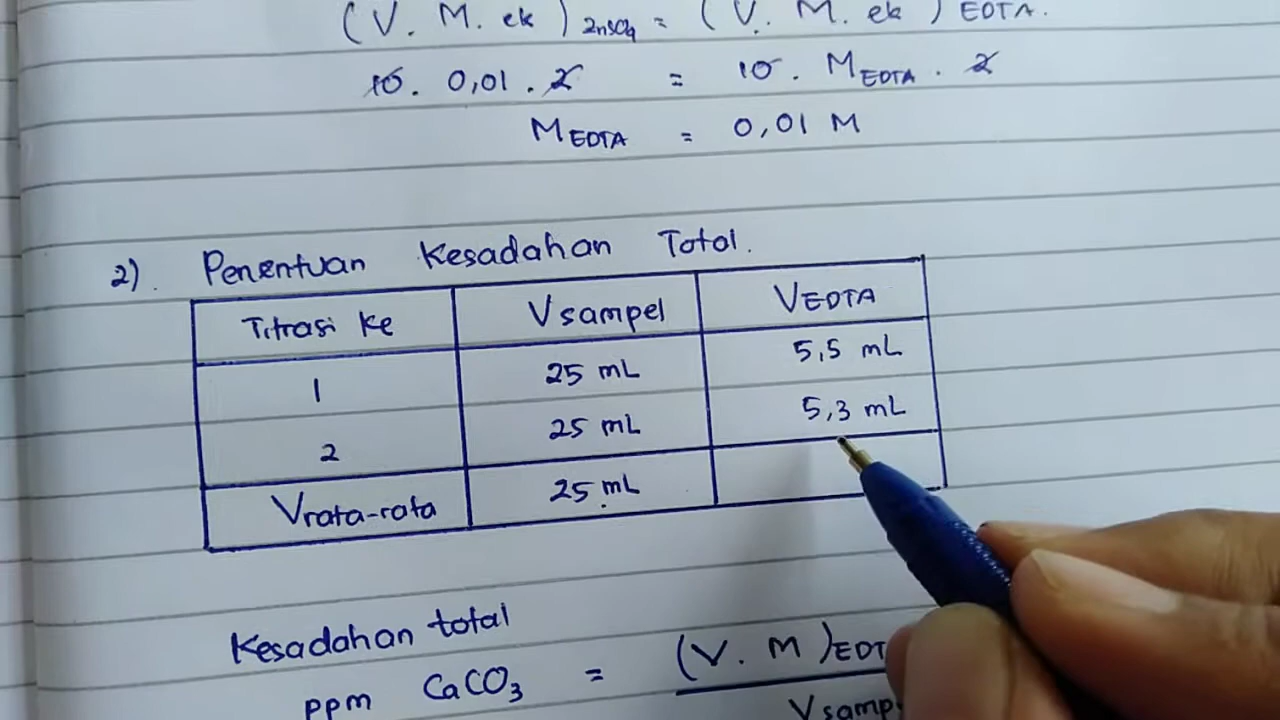 (V. M. ek) ZnSO4 = (V. M. ek) EDTA.
10. 0,01. 2 = 10. MEDTA. 2
MEDTA = 0,01 M
2). Penentuan Kesadahan Total.
Titrasi ke Vsampel VEDTA
1 25 mL 5,5 mL
2 25 mL 5,3 mL
Vrata-rata 25 mL
Kesadahan total
ppm CaCO3 = (V. M)